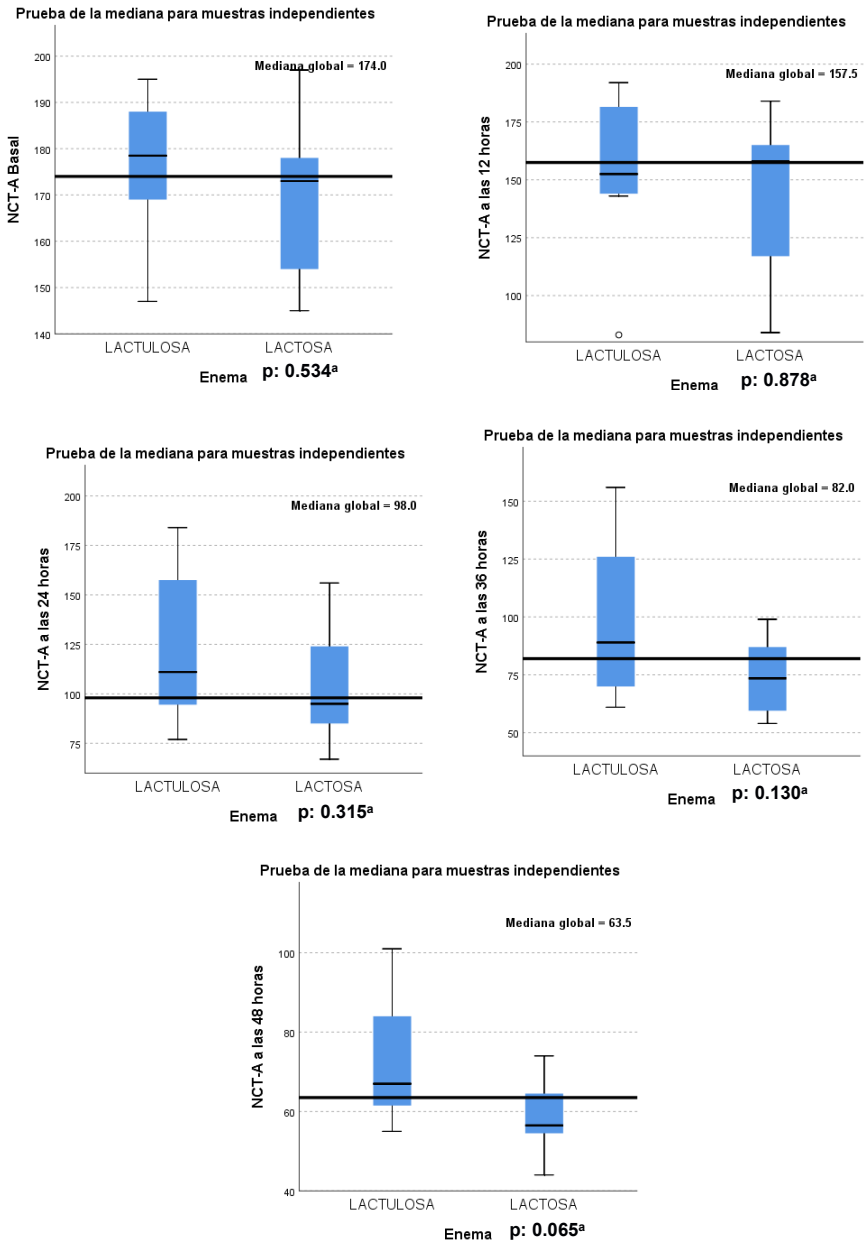 Prueba de la mediana para muestras independientes
Mediana global = 174.0
NCT-A Basal
200
190
180
170
160
150
140
LACTULOSA LACTOSA
Enema p: 0.534ª
Prueba de la mediana para muestras independientes
Mediana global = 157.5
NCT-A a las 12 horas
200
175
150
125
100
LACTULOSA LACTOSA
Enema p: 0.878ª
Prueba de la mediana para muestras independientes
Mediana global = 98.0
NCT-A a las 24 horas
200
175
150
125
100
75
LACTULOSA LACTOSA
Enema p: 0.315ª
Prueba de la mediana para muestras independientes
Mediana global = 82.0
NCT-A a las 36 horas
150
125
100
75
50
LACTULOSA LACTOSA
Enema p: 0.130ª
Prueba de la mediana para muestras independientes
Mediana global = 63.5
NCT-A a las 48 horas
100
80
60
40
LACTULOSA LACTOSA
Enema p: 0.065ª